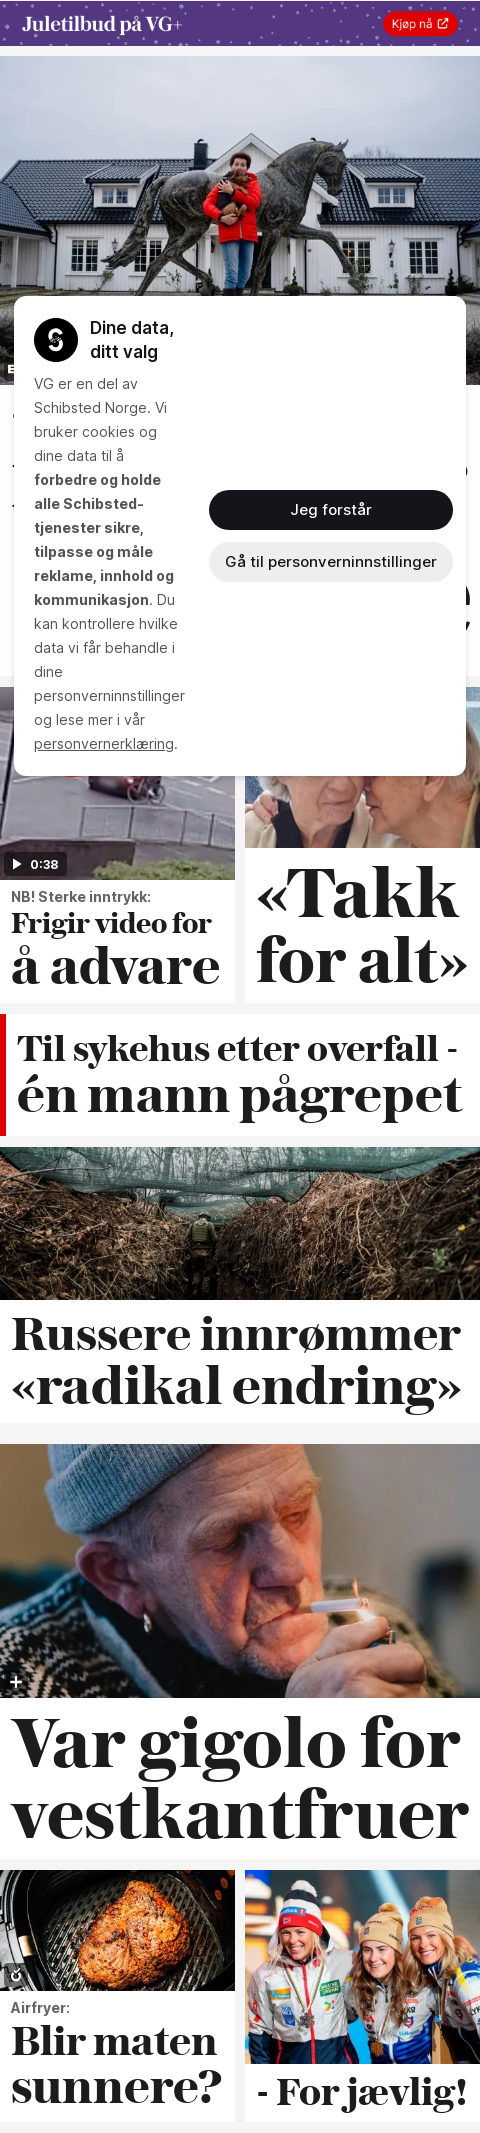 Juletilbud på VG+
Kjøp nå
Dine data,
ditt valg
VG er en del av
Schibsted Norge. Vi
bruker cookies og
dine data til å
forbedre og holde
alle Schibsted-
tjenester sikre,
tilpasse og måle
reklame, innhold og
kommunikasjon. Du
kan kontrollere hvilke
data vi får behandle i
dine
personverninnstillinger
og lese mer i vår
personvernerklæring.
Jeg forstår
Gå til personverninnstillinger
0:38
NB! Sterke inntrykk:
Frigir video for
å advare
«Takk
for alt»
Til sykehus etter overfall -
én mann pågrepet
Russere innrømmer
«radikal endring»
Var gigolo for
vestkantfruer
Airfryer:
Blir maten
sunnere?
- For jævlig!